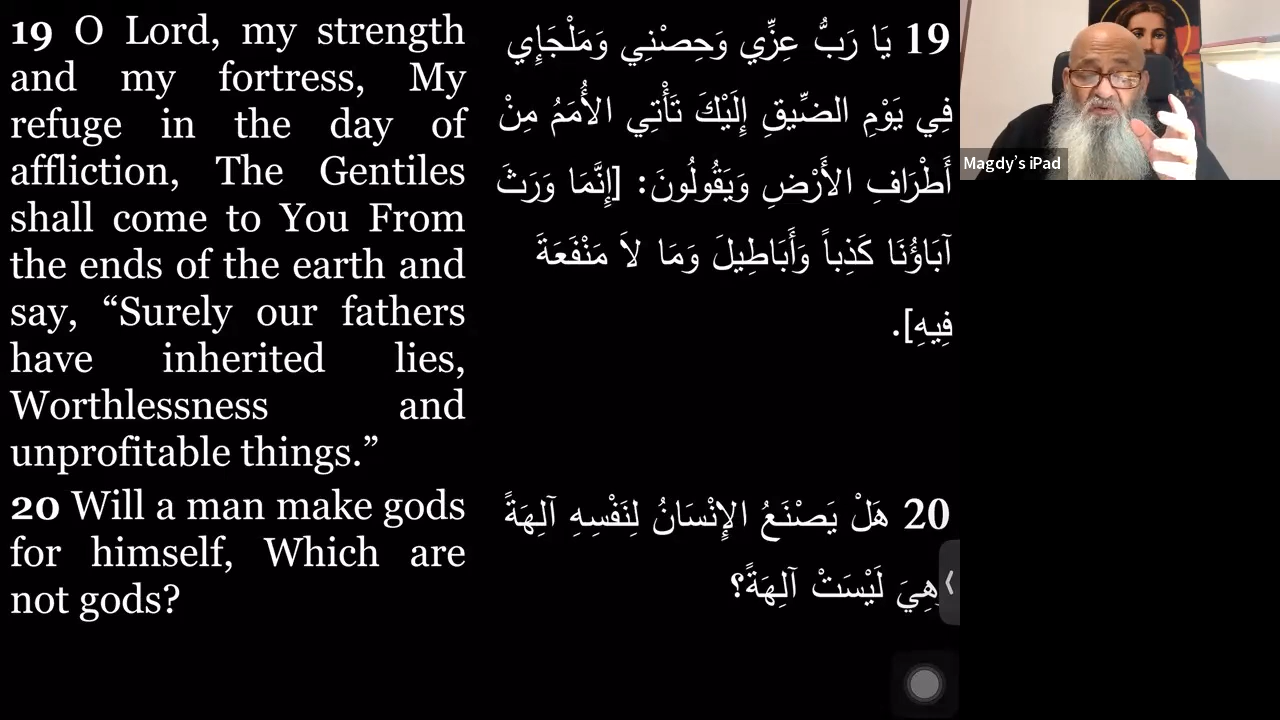 19 O Lord, my strength
and my fortress, My
refuge in the day of
affliction, The Gentiles
shall come to You From
the ends of the earth and
say, “Surely our fathers
have inherited lies,
Worthlessness and
unprofitable things.”
20 Will a man make gods
for himself, Which are
not gods?
19 يَا رَبُّ عِزِّي وَحِصْنِي وَمَلْجَإِي
فِي يَوْمِ الضِّيقِ إِلَيْكَ تَأْتِي الأُمَمُ مِنْ
أَطْرَافِ الأَرْضِ وَيَقُولُونَ: [إِنَّمَا وَرَثَ
آبَاؤُنَا كَذِباً وَأَبَاطِيلَ وَمَا لاَ مَنْفَعَةَ
فِيهِ].
20 هَلْ يَصْنَعُ الإِنْسَانُ لِنَفْسِهِ آلِهَةً
وَهِيَ لَيْسَتْ آلِهَةً؟
Magdy’s iPad